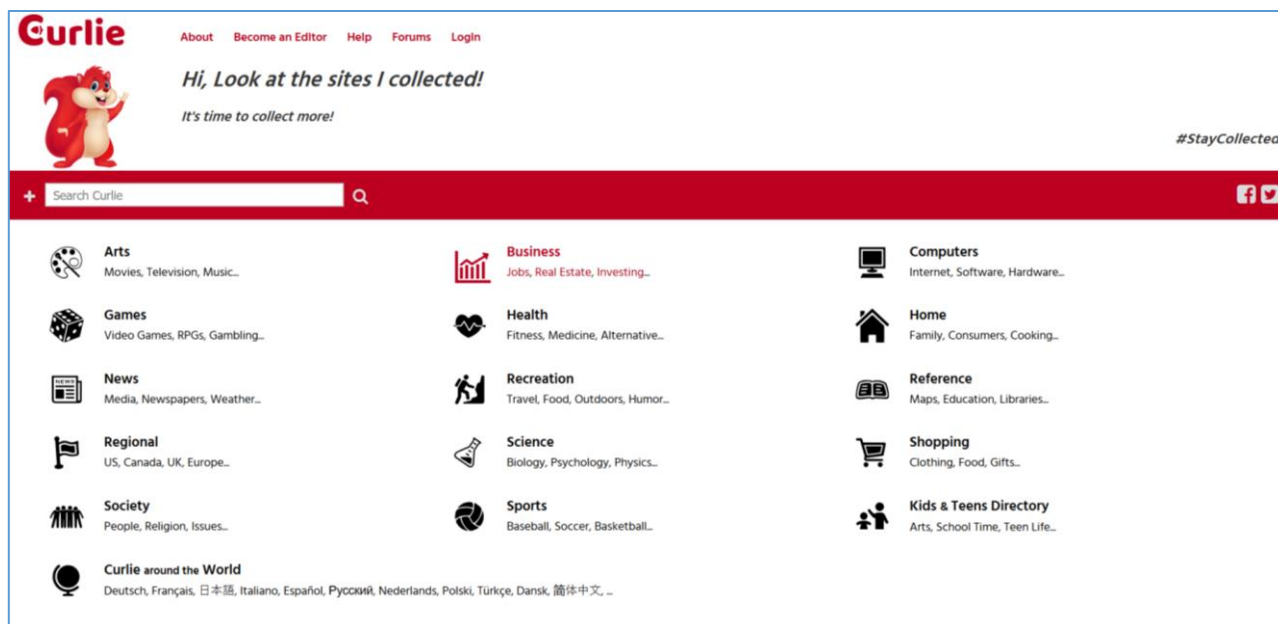 Curlie
About Become an Editor Help Forums Login
Hi, Look at the sites I collected!
It's time to collect more!
#StayCollected
Search Curlie
Arts
Movies, Television, Music...
Business
Jobs, Real Estate, Investing...
Computers
Internet, Software, Hardware...
Games
Video Games, RPGs, Gambling...
Health
Fitness, Medicine, Alternative...
Home
Family, Consumers, Cooking...
NEWS
News
Media, Newspapers, Weather...
Recreation
Travel, Food, Outdoors, Humor...
Reference
Maps, Education, Libraries...
Regional
US, Canada, UK, Europe...
Science
Biology, Psychology, Physics...
Shopping
Clothing, Food, Gifts...
Society
People, Religion, Issues...
Sports
Baseball, Soccer, Basketball...
Kids & Teens Directory
Arts, School Time, Teen Life...
Curlie around the World
Deutsch, Français, 日本語, Italiano, Español, Русский, Nederlands, Polski, Türkçe, Dansk, 简体中文, ...